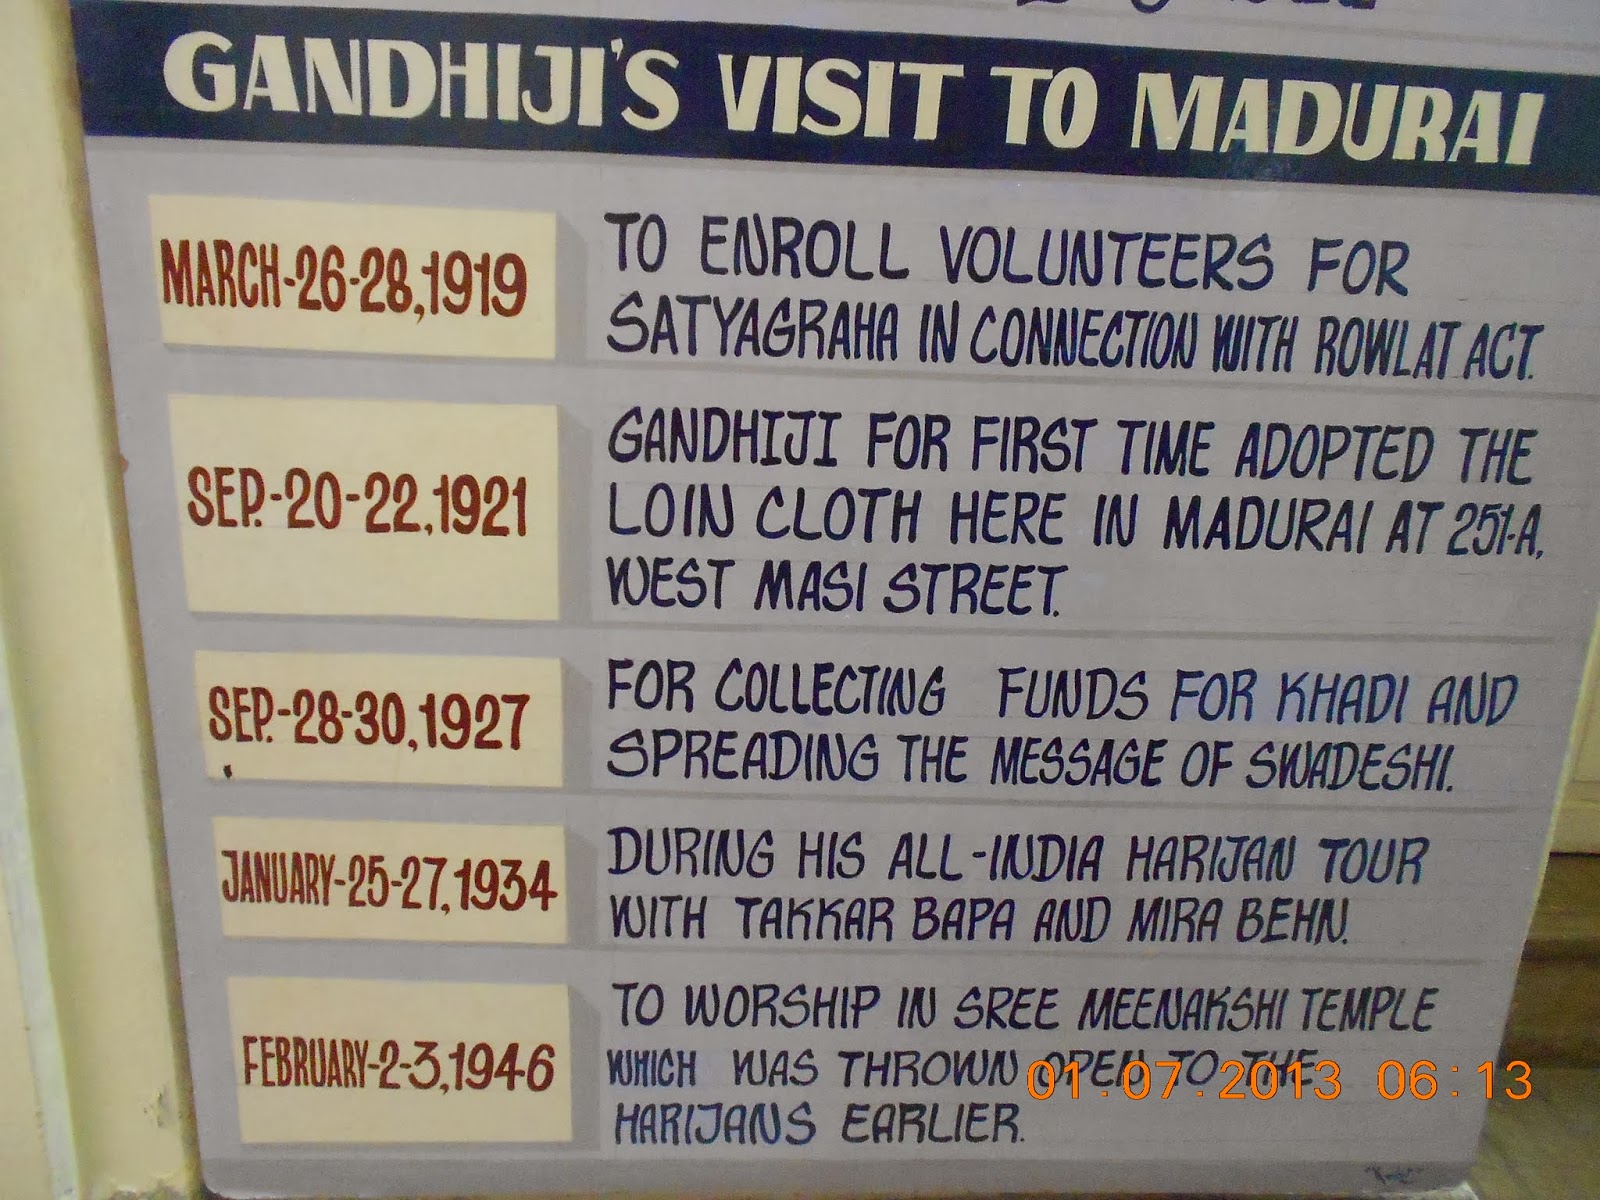 GANDHIJI'S VISIT TO MADURAI
MARCH-26-28,1919
TO ENROLL VOLUNTEERS FOR
SATYAGRAHA IN CONNECTION WITH ROWLAT ACT.
SEP.-20-22,1921
GANDHIJI FOR FIRST TIME ADOPTED THE
LOIN CLOTH HERE IN MADURAI AT 251-A,
WEST MASI STREET.
SEP.-28-30,1927
FOR COLLECTING FUNDS FOR KHADI AND
SPREADING THE MESSAGE OF SWADESHI.
JANUARY-25-27,1934
DURING HIS ALL-INDIA HARIJAN TOUR
WITH TAKKAR BAPA AND MIRA BEHN.
FEBRUARY-2-3,1946
TO WORSHIP IN SREE MEENAKSHI TEMPLE
WHICH WAS THROWN OPEN TO THE
HARIJANS EARLIER.
01.07.2013 06:13